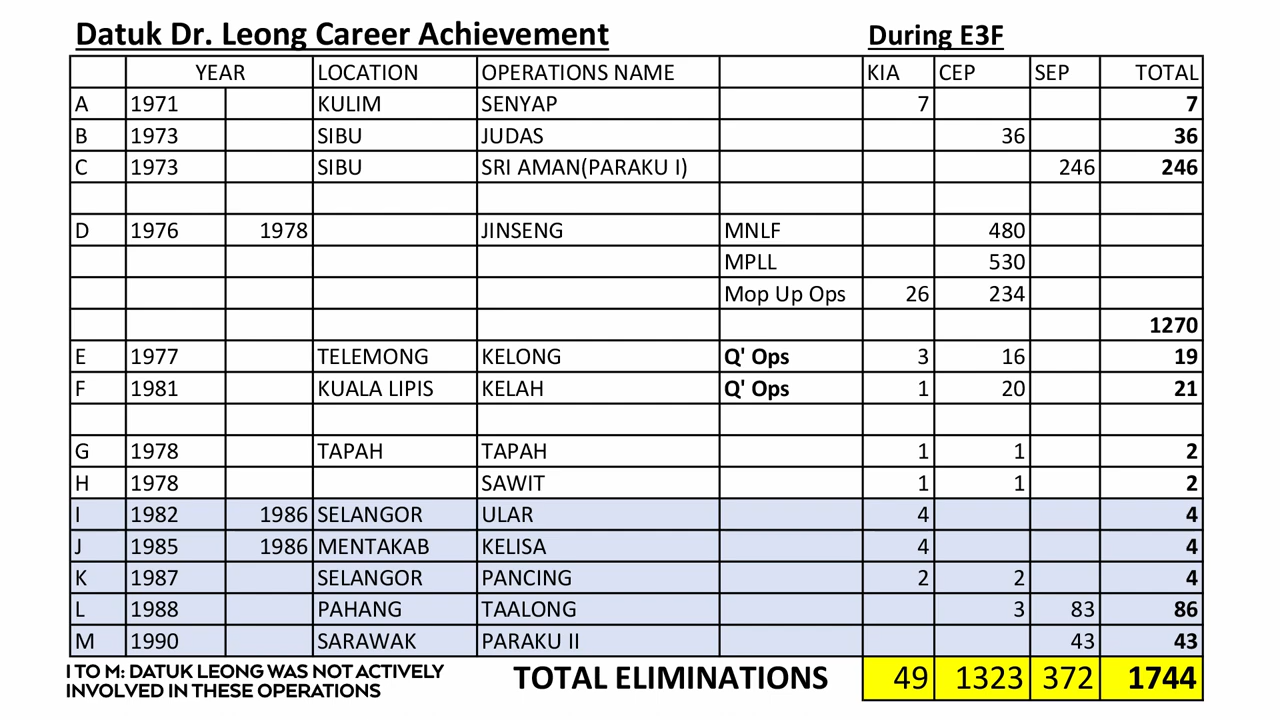 Datuk Dr. Leong Career Achievement During E3F
YEAR LOCATION OPERATIONS NAME KIA CEP SEP TOTAL
A 1971 KULIM SENYAP 7 7
B 1973 SIBU JUDAS 36 36
C 1973 SIBU SRI AMAN(PARAKU I) 246 246
D 1976 1978 JINSENG MNLF 480
MPLL 530
Mop Up Ops 26 234
1270
E 1977 TELEMONG KELONG Q' Ops 3 16 19
F 1981 KUALA LIPIS KELAH Q' Ops 1 20 21
G 1978 TAPAH TAPAH 1 1 2
H 1978 SAWIT 1 1 2
I 1982 1986 SELANGOR ULAR 4 4
J 1985 1986 MENTAKAB KELISA 4 4
K 1987 SELANGOR PANCING 2 2 4
L 1988 PAHANG TAALONG 3 83 86
M 1990 SARAWAK PARAKU II 43 43
I TO M: DATUK LEONG WAS NOT ACTIVELY
INVOLVED IN THESE OPERATIONS
TOTAL ELIMINATIONS 49 1323 372 1744